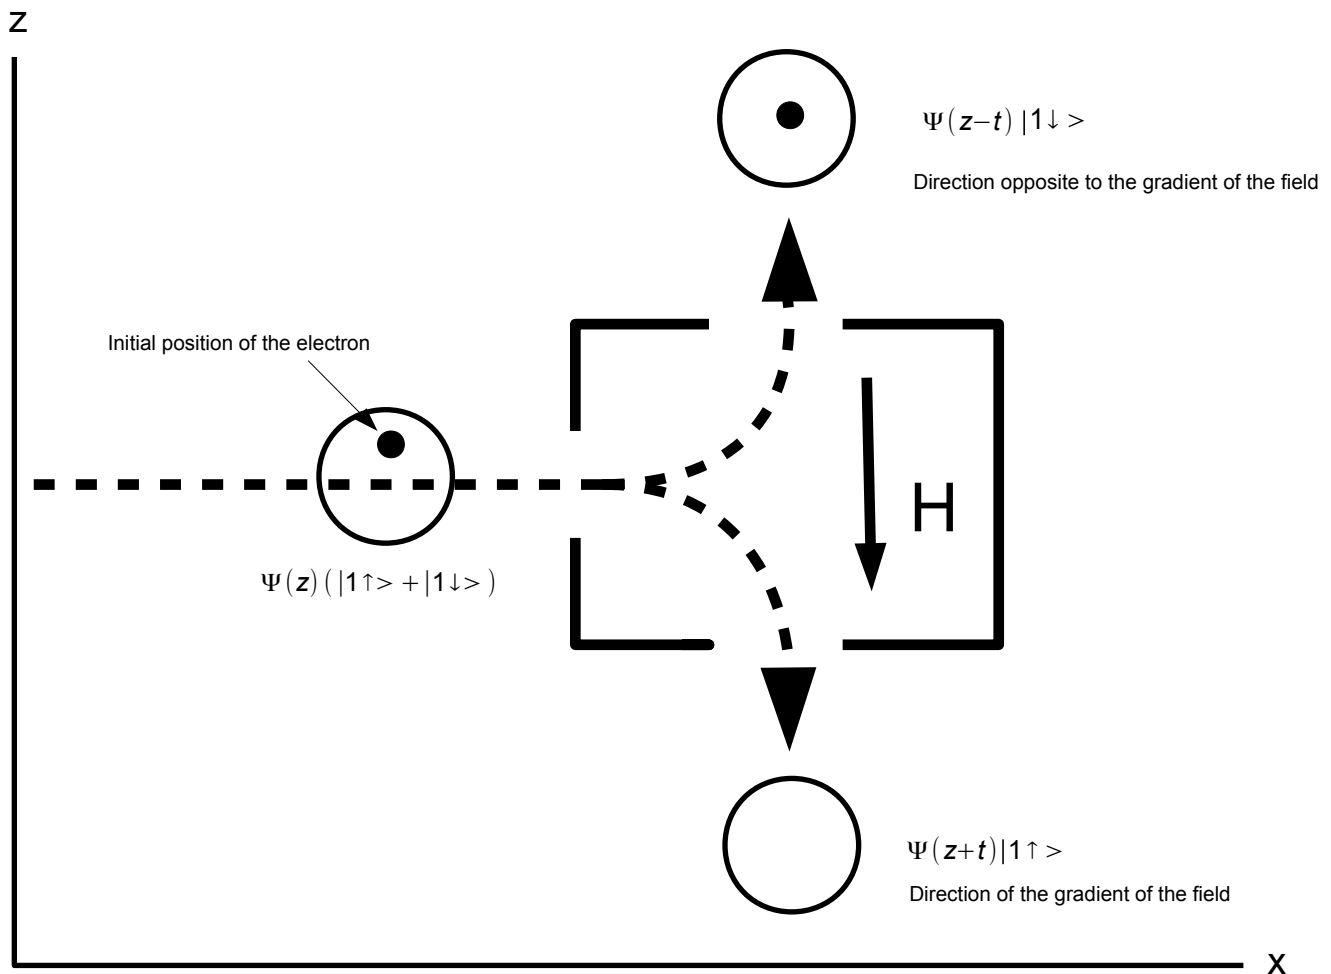 Z
Ψ(z−t)|1↓>
Direction opposite to the gradient of the field
Initial position of the electron
H
Ψ(z)(|1↑>+|1↓>)
Ψ(z+t)|1↑>
Direction of the gradient of the field
X